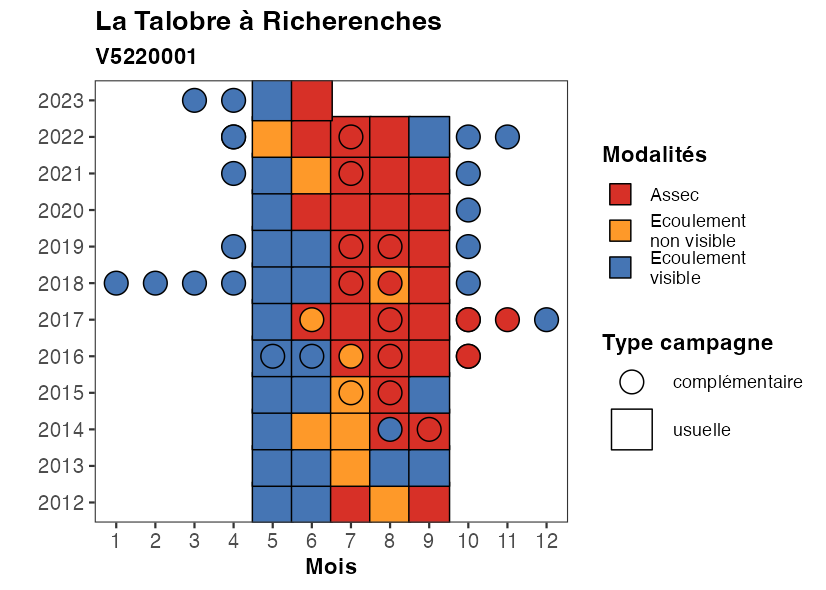 La Talobre à Richerenches
V5220001
2023
2022
2021
2020
2019
2018
2017
2016
2015
2014
2013
2012
1 2 3 4 5 6 7 8 9 10 11 12
Mois
Modalités
Assec
Ecoulement
non visible
Ecoulement
visible
Type campagne
complémentaire
usuelle